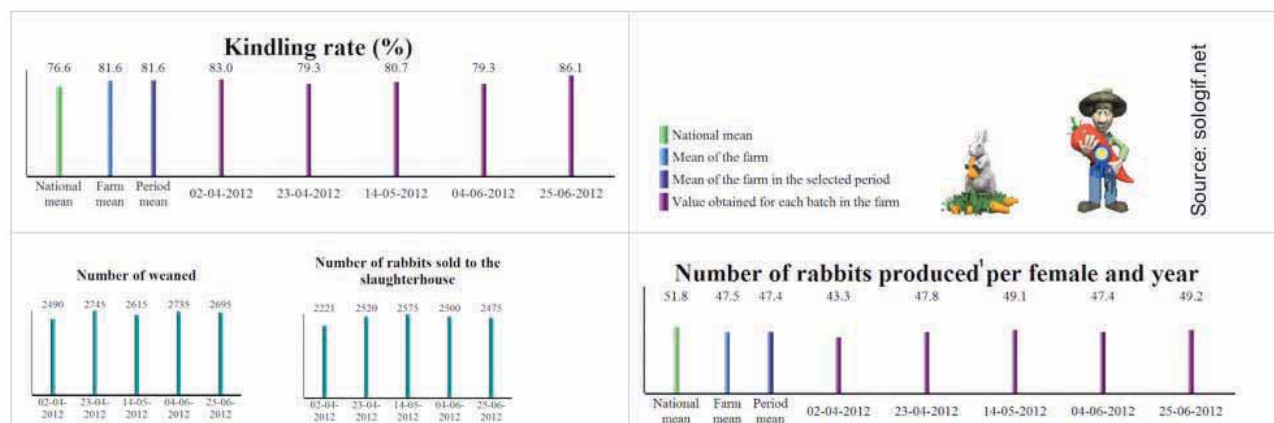 Kindling rate (%)
76.6 81.6 81.6 83.0 79.3 80.7 79.3 86.1
National mean
Farm mean
Period mean
02-04-2012 23-04-2012 14-05-2012 04-06-2012 25-06-2012
National mean
Mean of the farm
Mean of the farm in the selected period
Value obtained for each batch in the farm
Source: sologif.net
Number of weaned
2490 2745 2615 2735 2695
02-04-2012 23-04-2012 14-05-2012 04-06-2012 25-06-2012
Number of rabbits sold to the
slaughterhouse
2221 2520 2575 2500 2475
02-04-2012 23-04-2012 14-05-2012 04-06-2012 25-06-2012
Number of rabbits produced¹ per female and year
51.8 47.5 47.4 43.3 47.8 49.1 47.4 49.2
National mean
Farm mean
Period mean
02-04-2012 23-04-2012 14-05-2012 04-06-2012 25-06-2012